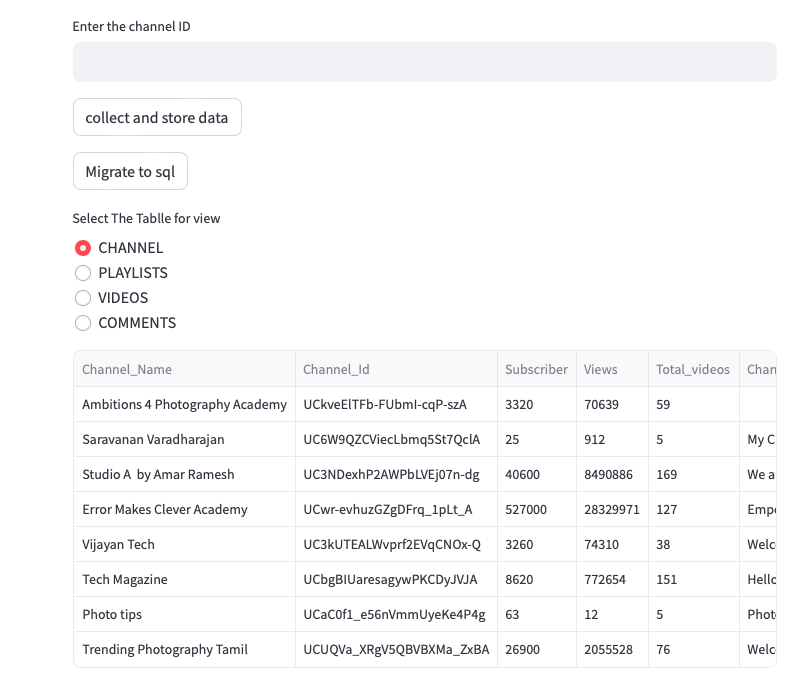 Enter the channel ID
collect and store data
Migrate to sql
Select The Tablle for view
CHANNEL
PLAYLISTS
VIDEOS
COMMENTS
Channel_Name Channel_Id Subscriber Views Total_videos Chan
Ambitions 4 Photography Academy UCkveElTFb-FUbmI-cqP-szA 3320 70639 59
Saravanan Varadharajan UC6W9QZCViecLbmq5St7QclA 25 912 5 My C
Studio A by Amar Ramesh UC3NDexhP2AWPbLVEj07n-dg 40600 8490886 169 We a
Error Makes Clever Academy UCwr-evhuzGZgDFrq_1pLt_A 527000 28329971 127 Empo
Vijayan Tech UC3kUTEALWvprf2EVqCNOx-Q 3260 74310 38 Welc
Tech Magazine UCbgBIUaresagywPKCDyJVJA 8620 772654 151 Hello
Photo tips UCaC0f1_e56nVmmUyeKe4P4g 63 12 5 Phot
Trending Photography Tamil UCUQVa_XRgV5QBVBXMa_ZxBA 26900 2055528 76 Welc